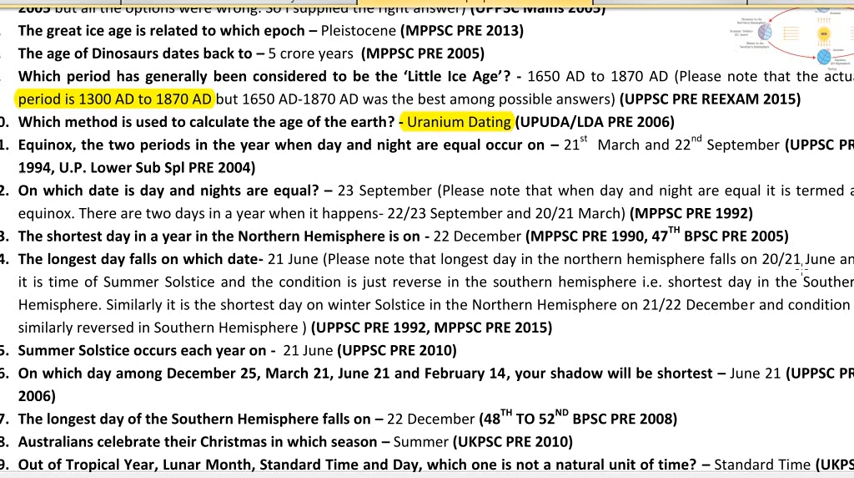 2005 but all the options were wrong. So I supplied the right answer) (UPPSC Mains 2005)
. The great ice age is related to which epoch – Pleistocene (MPPSC PRE 2013)
. The age of Dinosaurs dates back to – 5 crore years (MPPSC PRE 2005)
. Which period has generally been considered to be the ‘Little Ice Age’? - 1650 AD to 1870 AD (Please note that the actu
period is 1300 AD to 1870 AD but 1650 AD-1870 AD was the best among possible answers) (UPPSC PRE REEXAM 2015)
0. Which method is used to calculate the age of the earth? - Uranium Dating (UPUDA/LDA PRE 2006)
1. Equinox, the two periods in the year when day and night are equal occur on – 21st March and 22nd September (UPPSC PR
1994, U.P. Lower Sub Spl PRE 2004)
2. On which date is day and nights are equal? – 23 September (Please note that when day and night are equal it is termed a
equinox. There are two days in a year when it happens- 22/23 September and 20/21 March) (MPPSC PRE 1992)
3. The shortest day in a year in the Northern Hemisphere is on - 22 December (MPPSC PRE 1990, 47TH BPSC PRE 2005)
4. The longest day falls on which date- 21 June (Please note that longest day in the northern hemisphere falls on 20/21 June an
it is time of Summer Solstice and the condition is just reverse in the southern hemisphere i.e. shortest day in the Souther
Hemisphere. Similarly it is the shortest day on winter Solstice in the Northern Hemisphere on 21/22 December and condition
similarly reversed in Southern Hemisphere ) (UPPSC PRE 1992, MPPSC PRE 2015)
5. Summer Solstice occurs each year on - 21 June (UPPSC PRE 2010)
6. On which day among December 25, March 21, June 21 and February 14, your shadow will be shortest – June 21 (UPPSC PR
2006)
7. The longest day of the Southern Hemisphere falls on – 22 December (48TH TO 52ND BPSC PRE 2008)
8. Australians celebrate their Christmas in which season – Summer (UKPSC PRE 2010)
9. Out of Tropical Year, Lunar Month, Standard Time and Day, which one is not a natural unit of time? – Standard Time (UKPS